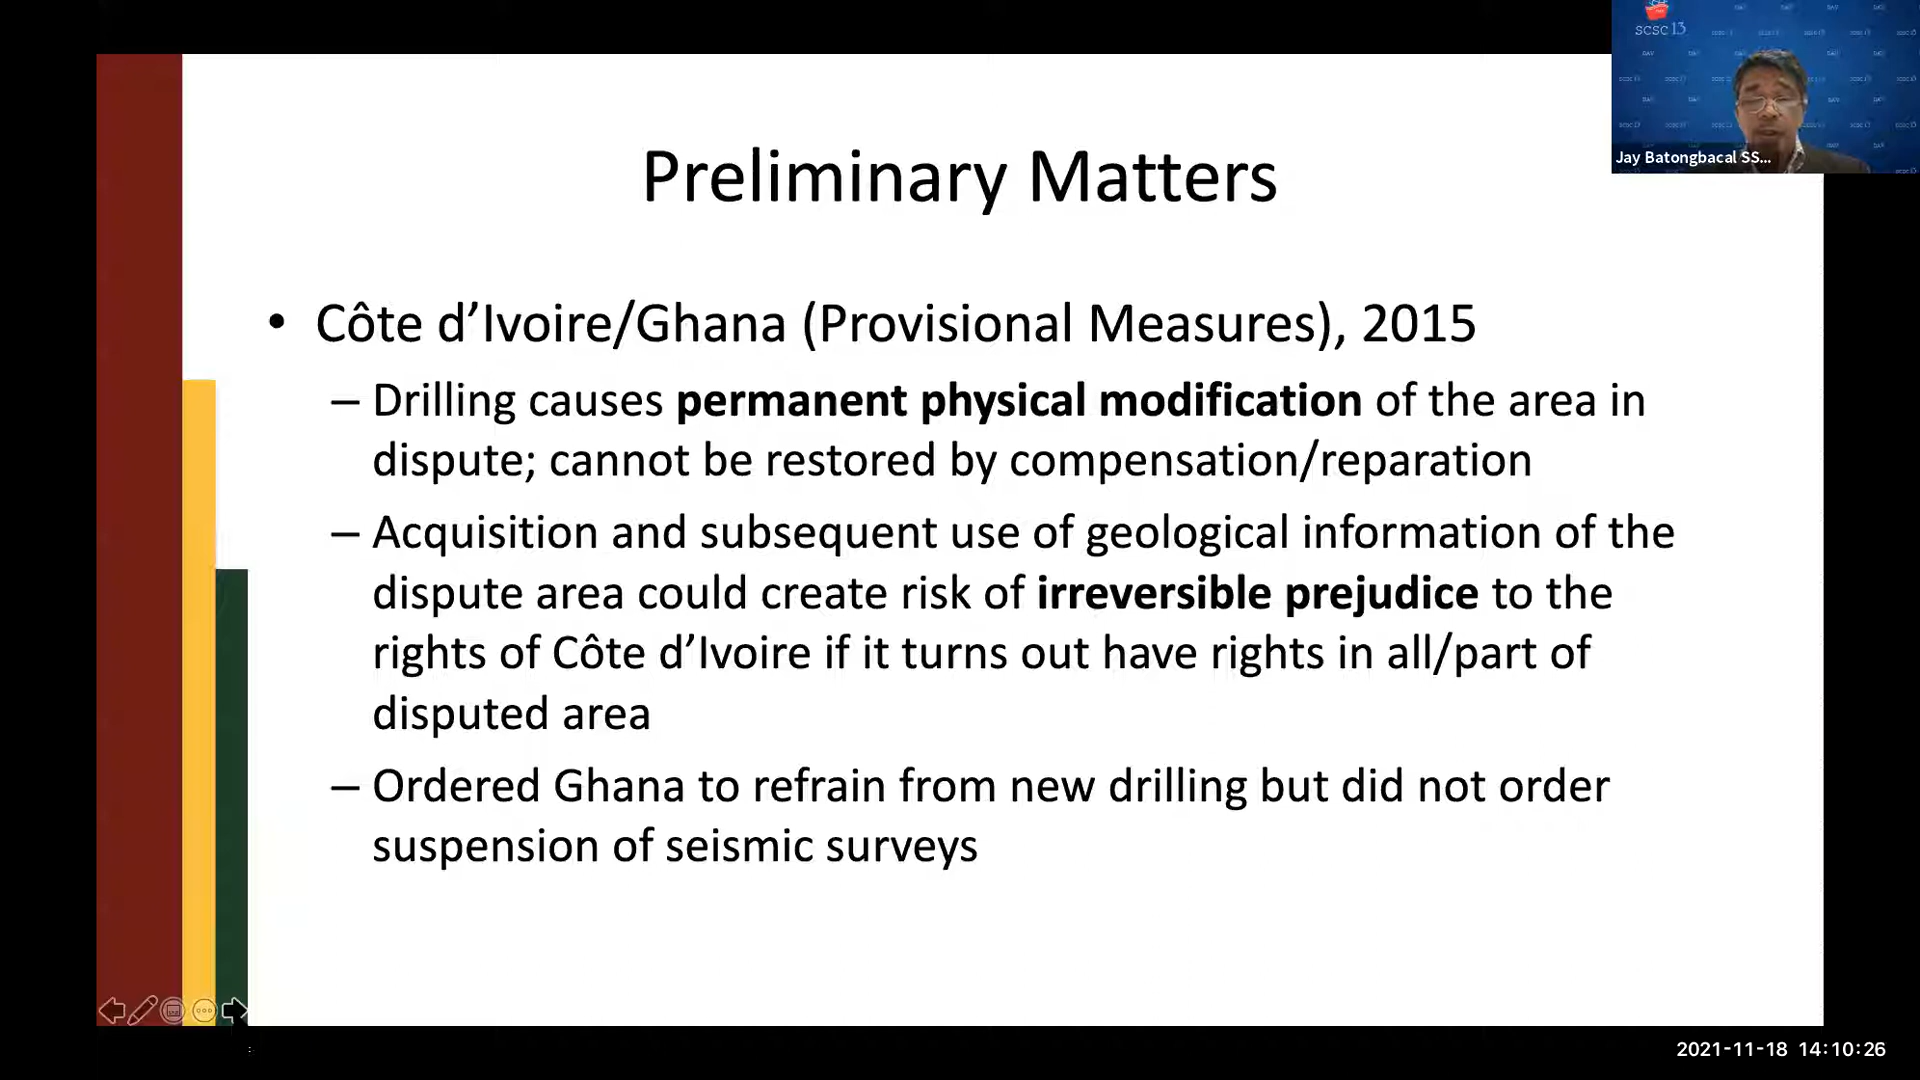 scsc 13
Jay Batongbacal SS...
Preliminary Matters
• Côte d’Ivoire/Ghana (Provisional Measures), 2015
– Drilling causes permanent physical modification of the area in
dispute; cannot be restored by compensation/reparation
– Acquisition and subsequent use of geological information of the
dispute area could create risk of irreversible prejudice to the
rights of Côte d’Ivoire if it turns out have rights in all/part of
disputed area
– Ordered Ghana to refrain from new drilling but did not order
suspension of seismic surveys
2021-11-18 14:10:26